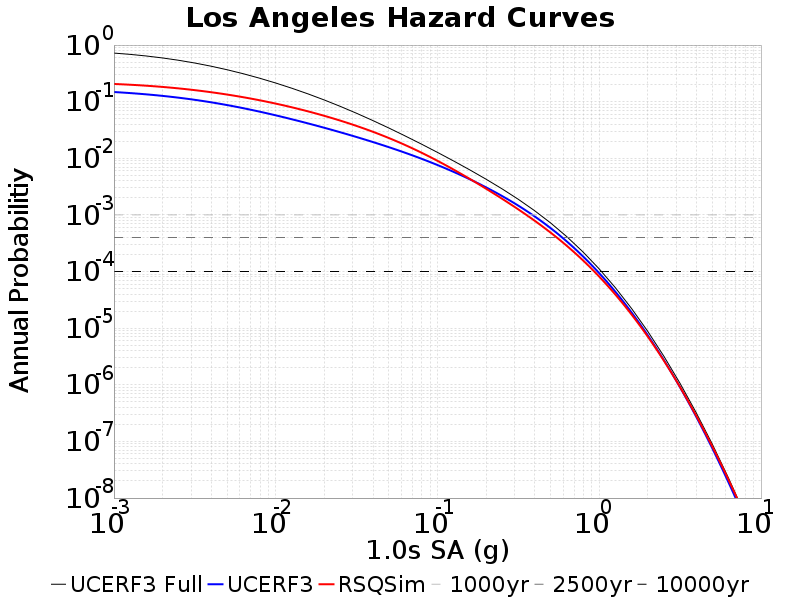 Los Angeles Hazard Curves
Annual Probabilitiy
10^0
10^-1
10^-2
10^-3
10^-4
10^-5
10^-6
10^-7
10^-8
10^-3 10^-2 10^-1 10^0 10^1
1.0s SA (g)
UCERF3 Full UCERF3 RSQSim 1000yr 2500yr 10000yr